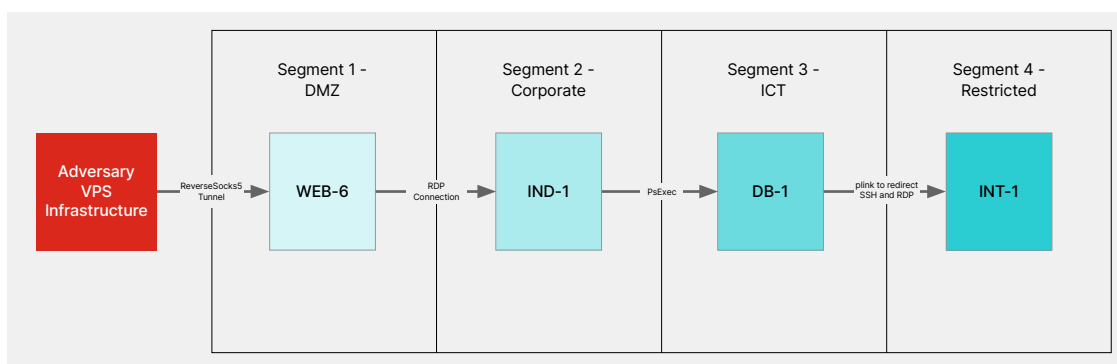 Segment 1 -
DMZ
Segment 2 -
Corporate
Segment 3 -
ICT
Segment 4 -
Restricted
Adversary
VPS
Infrastructure
ReverseSocks5
Tunnel
WEB-6
RDP
Connection
IND-1
PsExec
DB-1
plink to redirect
SSH and RDP
INT-1